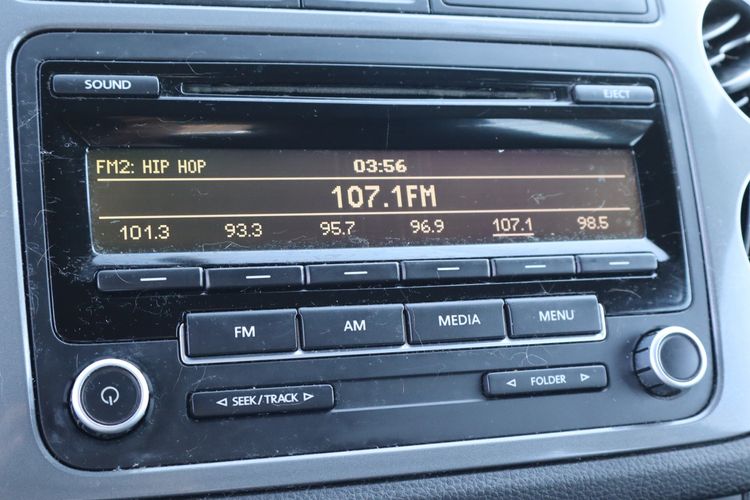 SOUND
EJECT
FM2: HIP HOP 03:56
107.1FM
101.3 93.3 95.7 96.9 107.1 98.5
FM AM MEDIA MENU
◁ SEEK/TRACK ▷
◁ FOLDER ▷